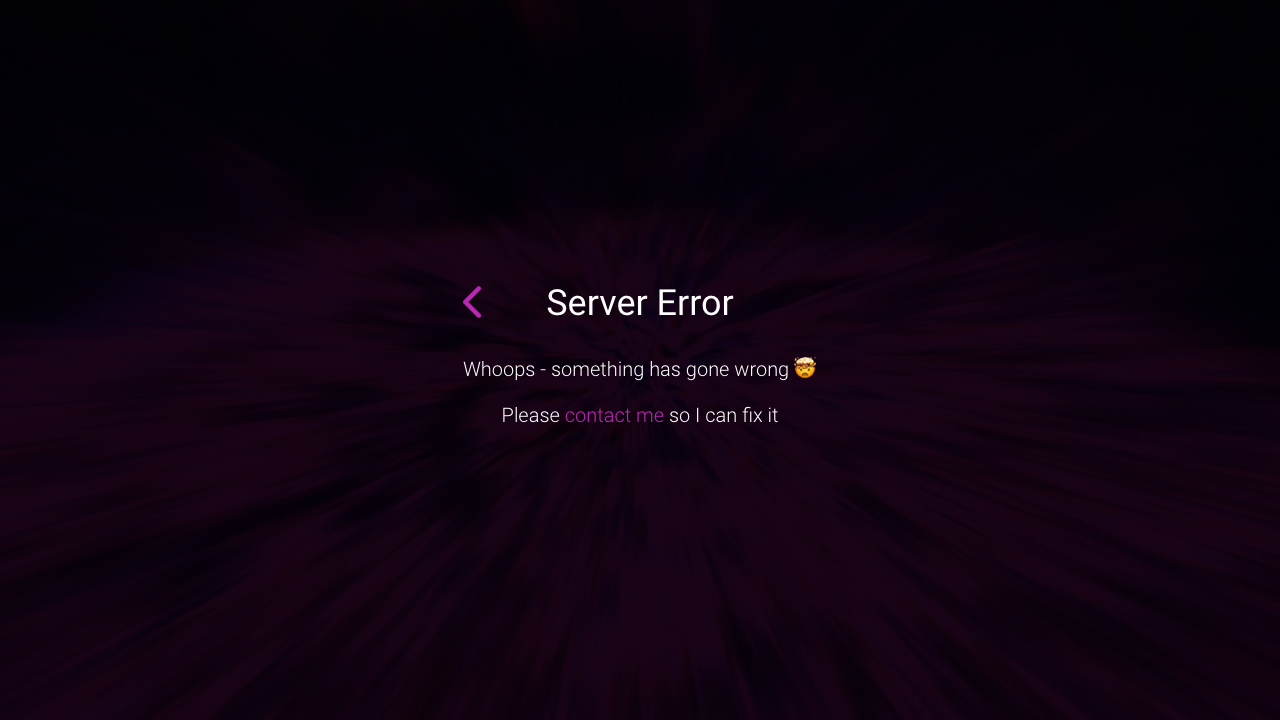 Server Error
Whoops - something has gone wrong 🤯
Please contact me so I can fix it